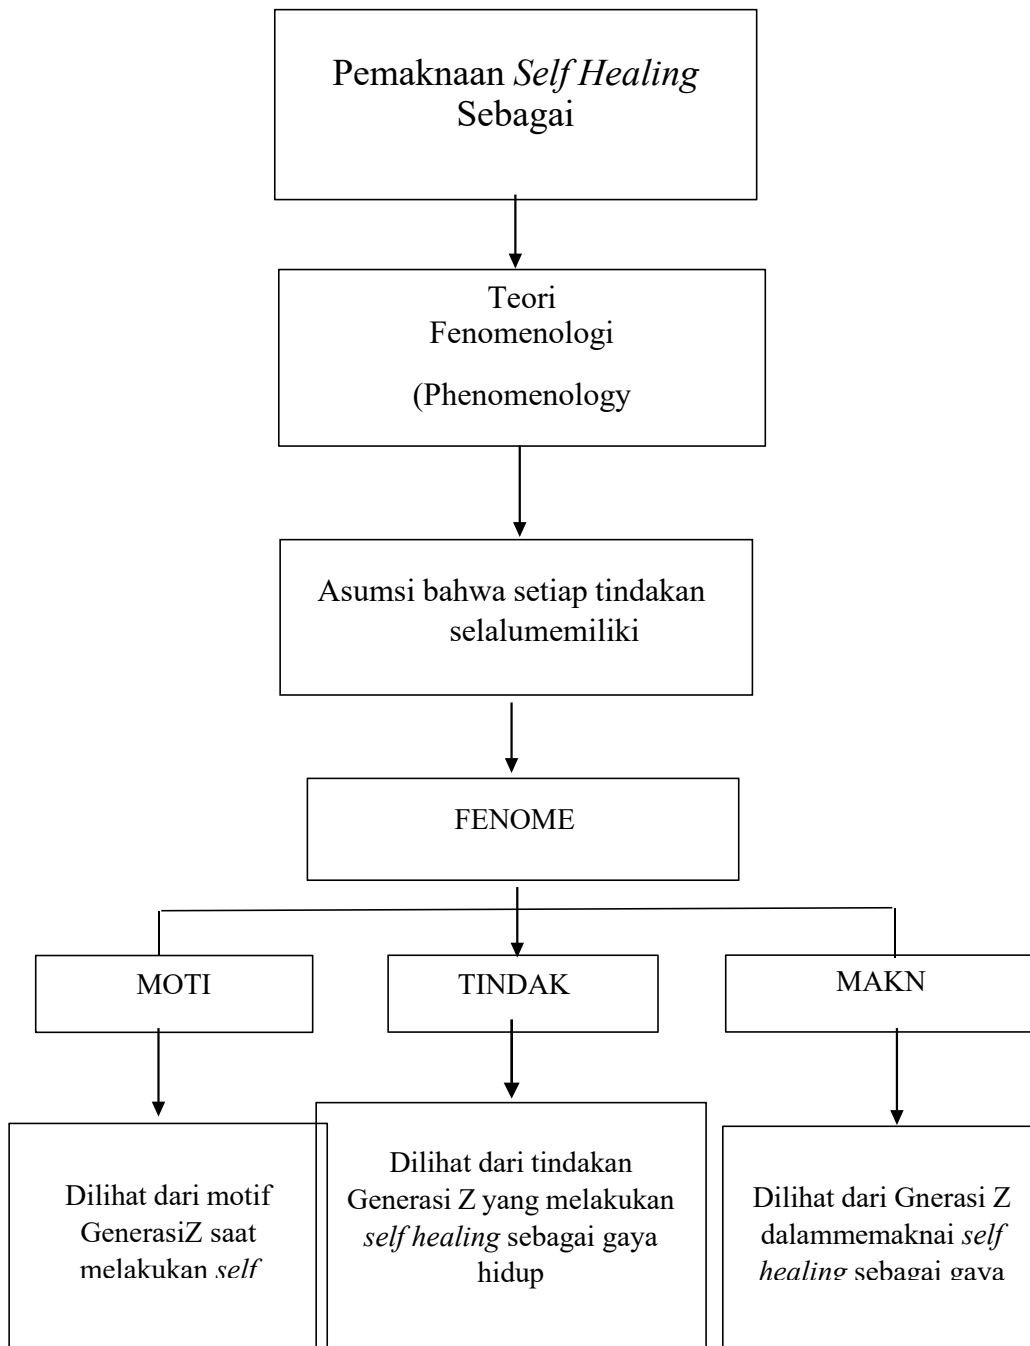 Pemaknaan Self Healing
Sebagai
Teori
Fenomenologi
(Phenomenology
Asumsi bahwa setiap tindakan
selalumemiliki
FENOME
MOTI
TINDAK
MAKN
Dilihat dari motif
GenerasiZ saat
melakukan self
Dilihat dari tindakan
Generasi Z yang melakukan
self healing sebagai gaya
hidup
Dilihat dari Gnerasi Z
dalammemaknai self
healing sebagai gaya